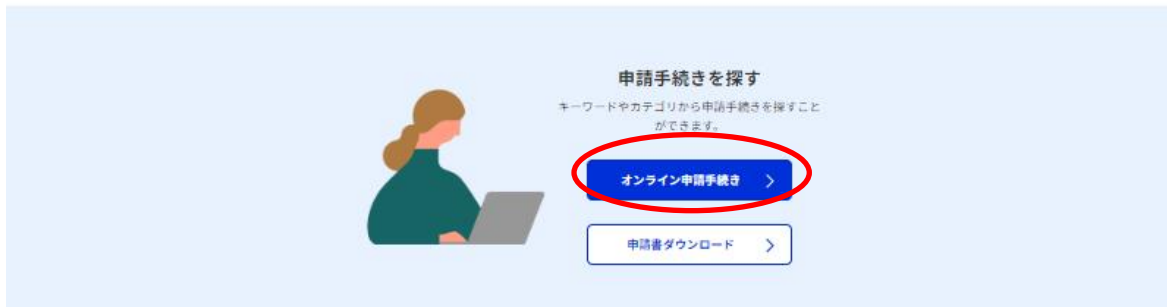 申請手続きを探す
キーワードやカテゴリから申請手続きを探すこと
ができます。
オンライン申請手続き
申請書ダウンロード